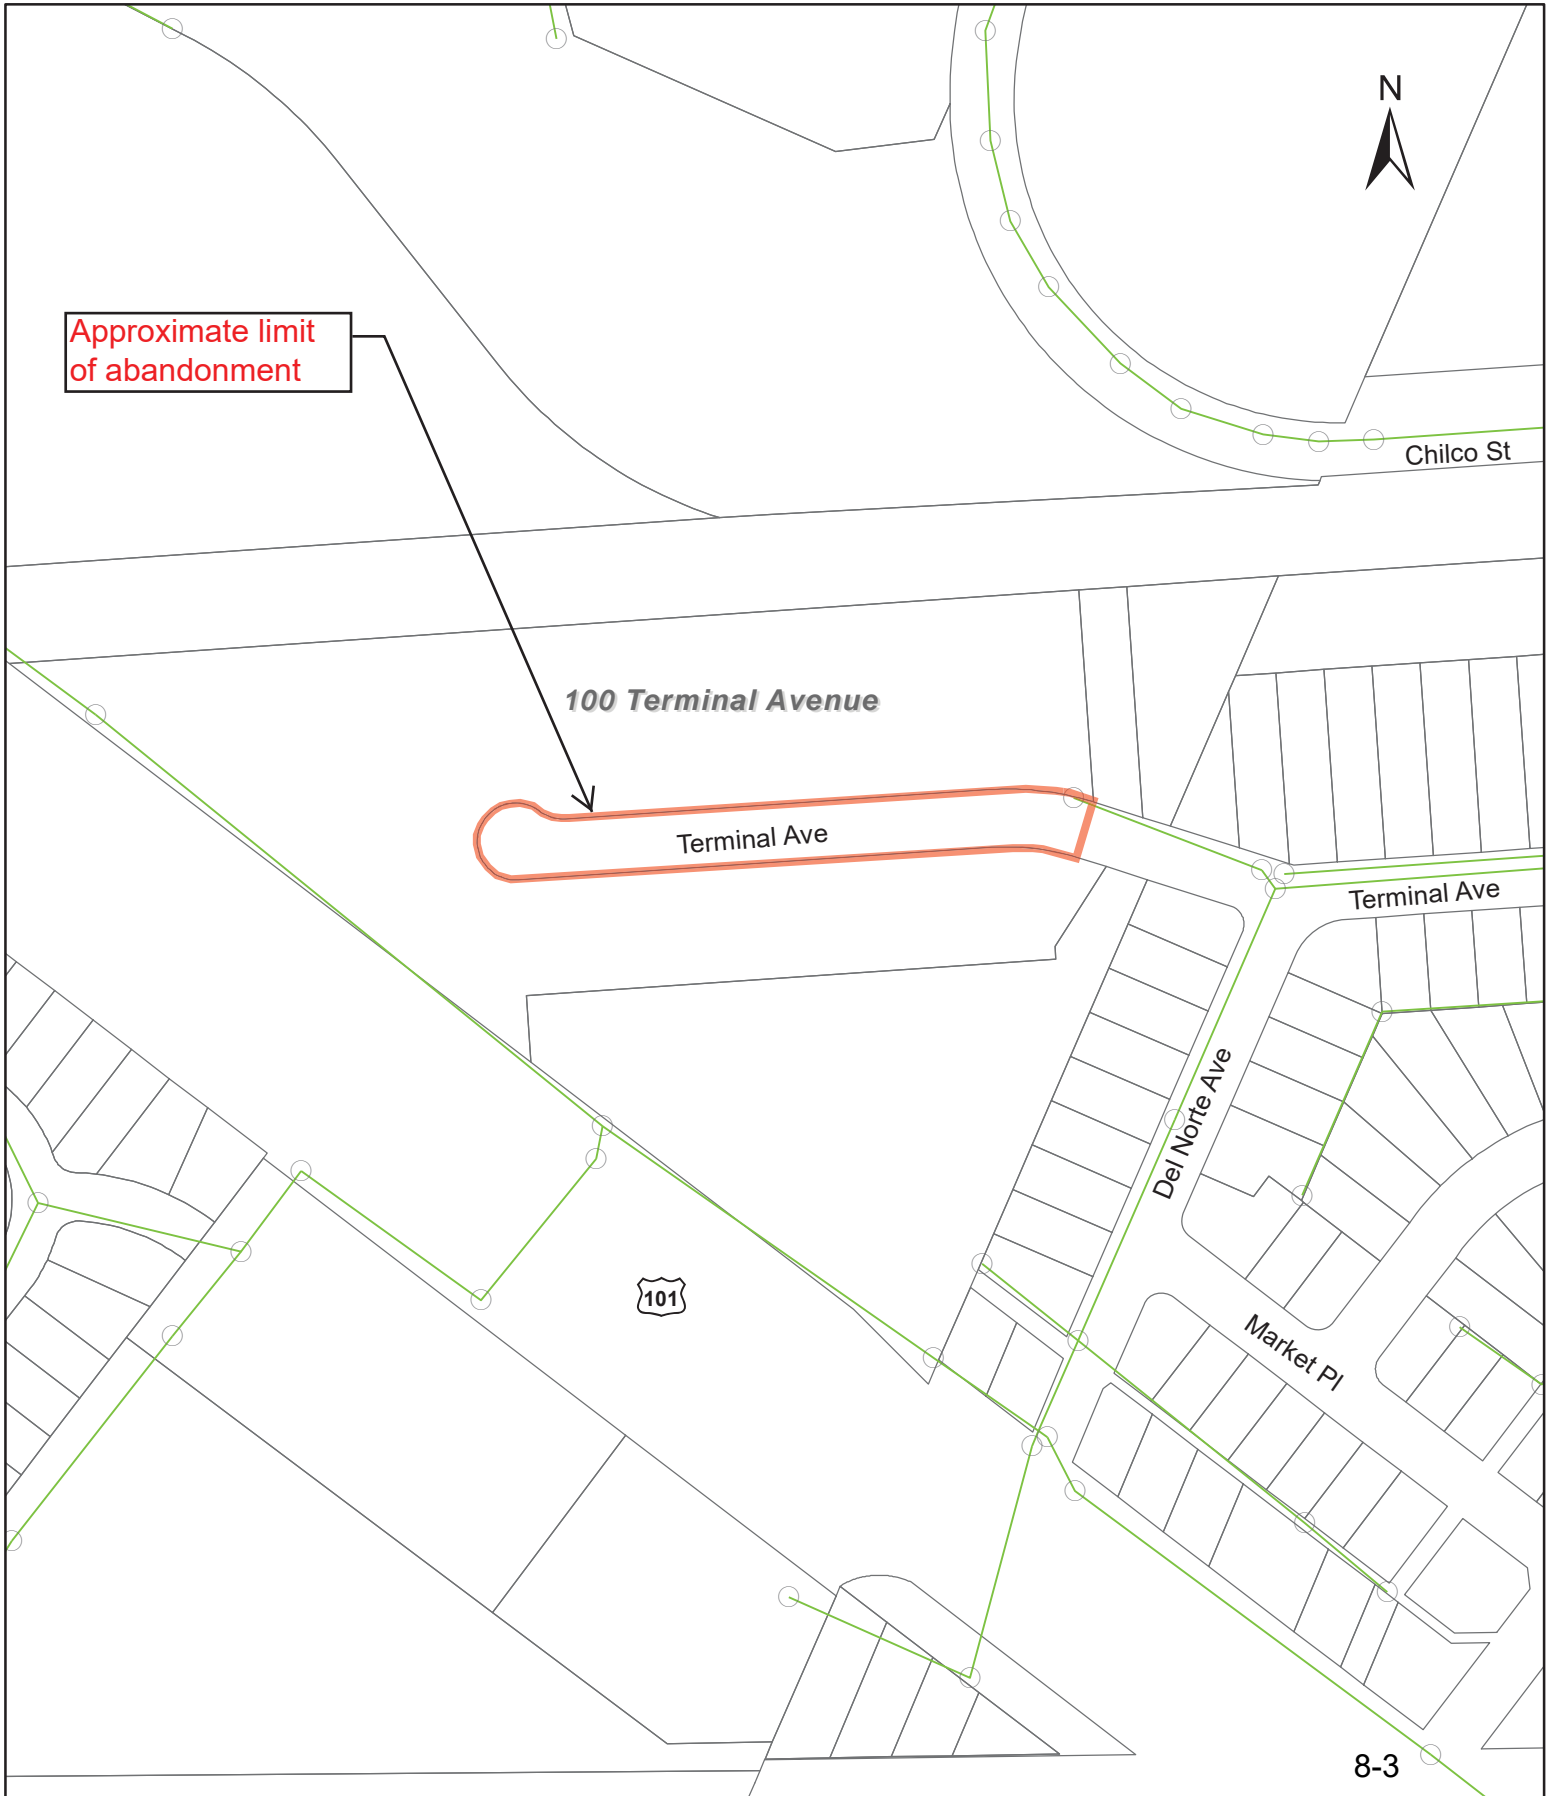 N
Approximate limit
of abandonment
Chilco St
100 Terminal Avenue
Terminal Ave
Terminal Ave
Del Norte Ave
101
Market Pl
8-3